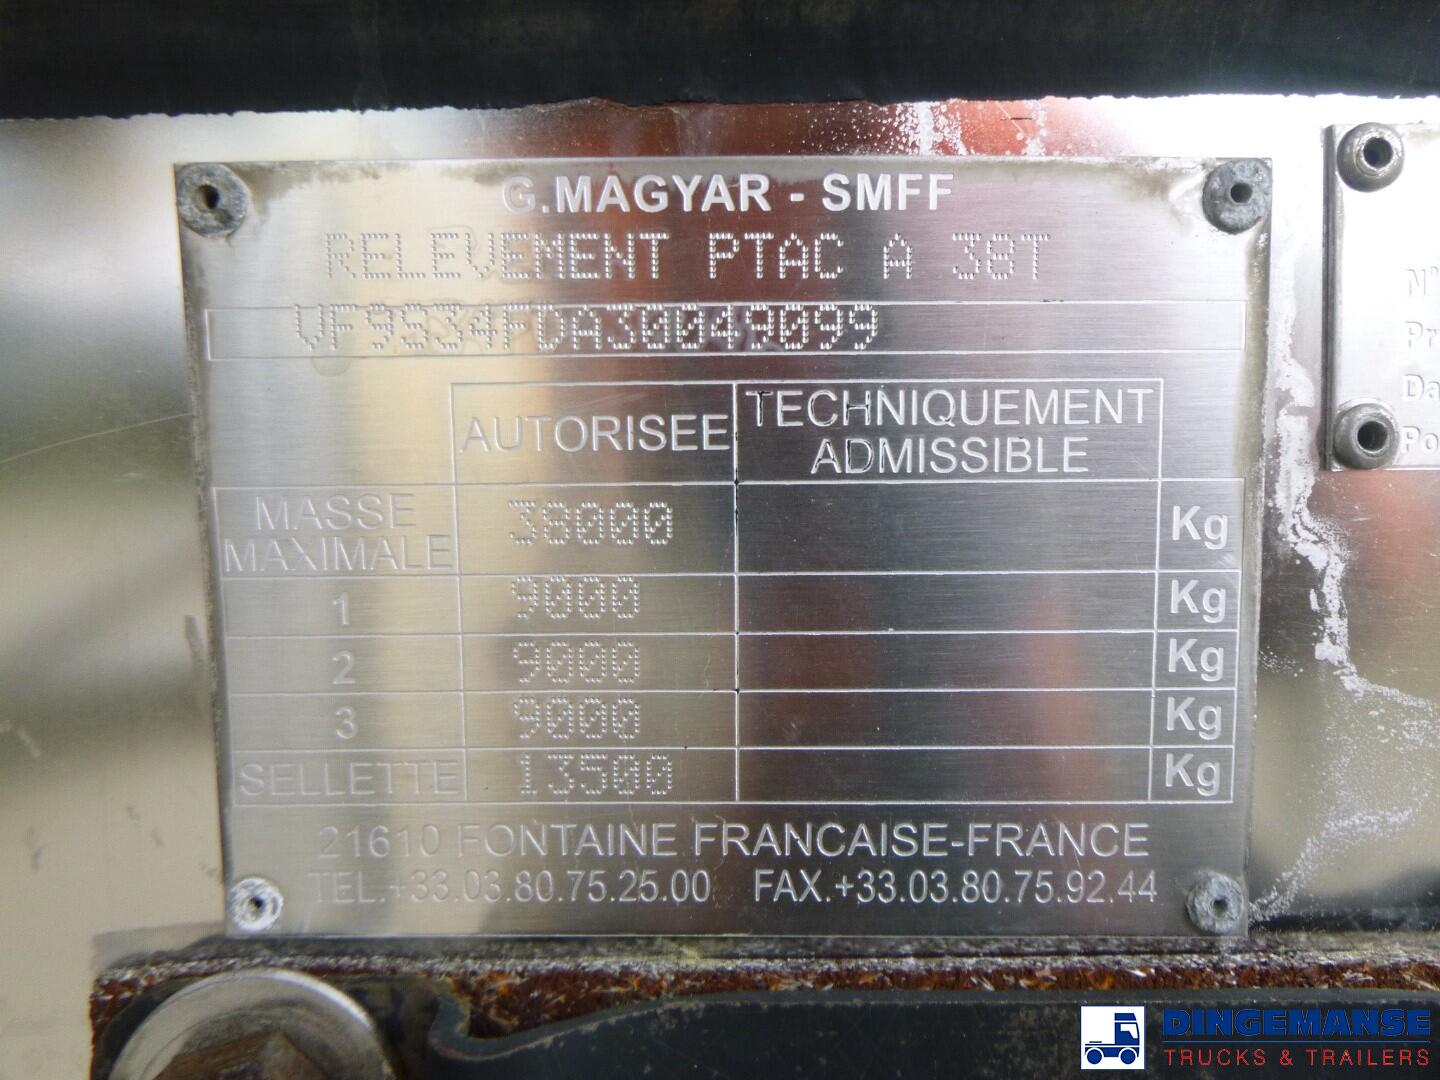 G.MAGYAR - SMFF
RELEVEMENT PTAC A 38T
VF9S34FDA30049099
AUTORISEE
TECHNIQUEMENT
ADMISSIBLE
MASSE
MAXIMALE
38000
Kg
1
9000
Kg
2
9000
Kg
3
9000
Kg
SELLETTE
13500
Kg
21610 FONTAINE FRANCAISE-FRANCE
TEL.+33.03.80.75.25.00 FAX.+33.03.80.75.92.44
DINGEMANSE
TRUCKS & TRAILERS